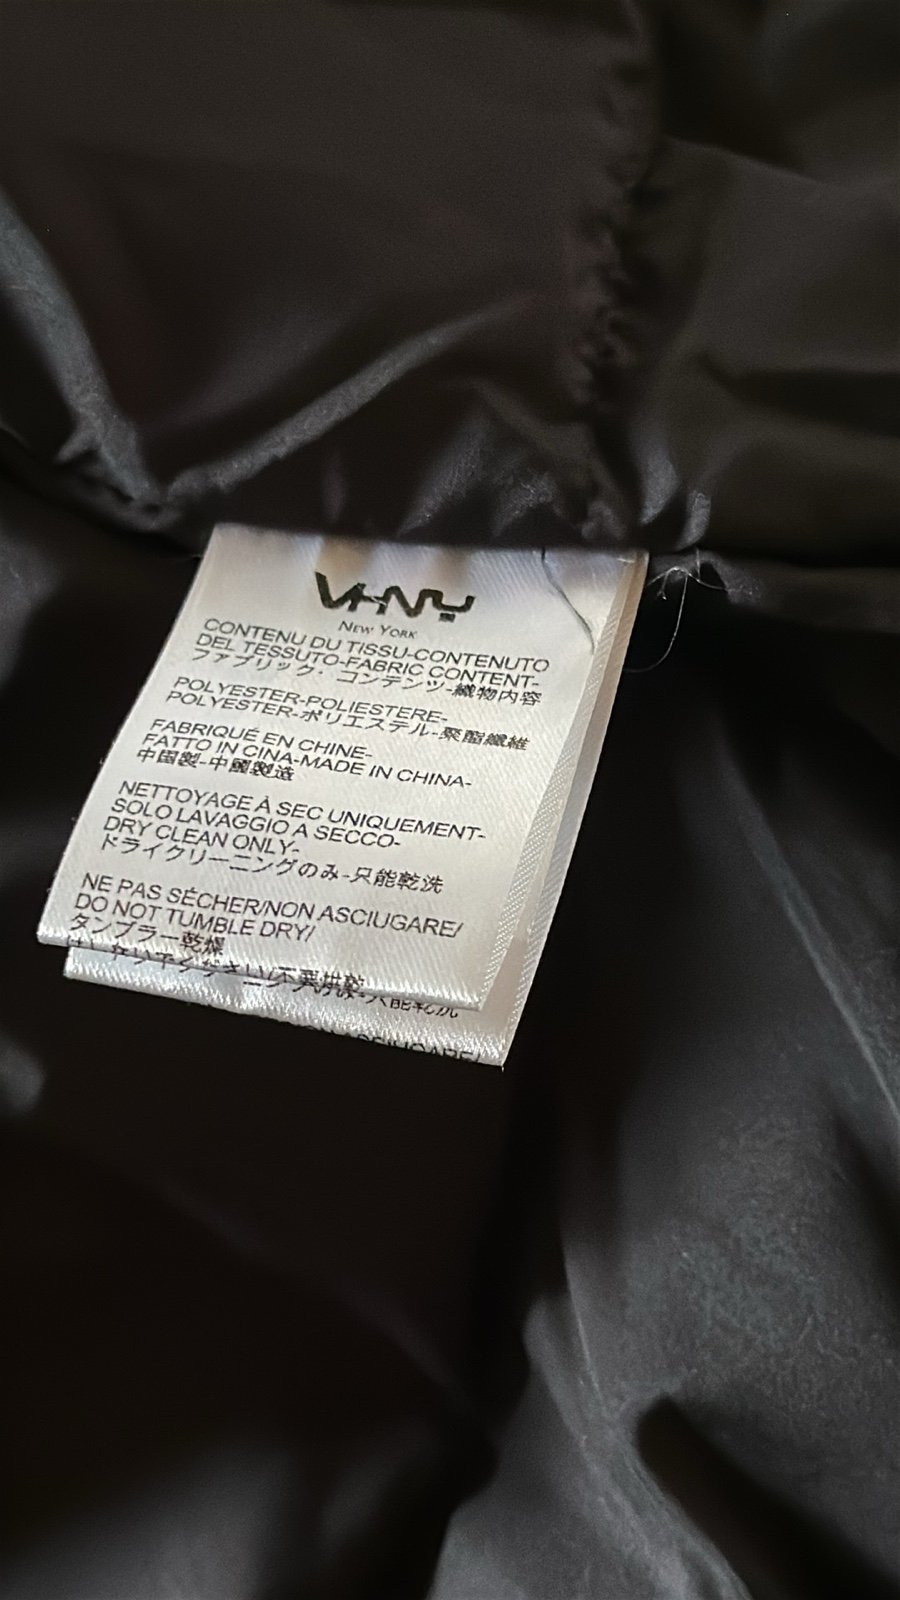 VHNY
NEW YORK
CONTENU DU TISSU-CONTENUTO
DEL TESSUTO-FABRIC CONTENT-
ファブリック・コンテンツ-織物内容
POLYESTER-POLIESTERE-
POLYESTER-ポリエステル-聚酯纖維
FABRIQUÉ EN CHINE-
FATTO IN CINA-MADE IN CHINA-
中国製-中國製造
NETTOYAGE À SEC UNIQUEMENT-
SOLO LAVAGGIO A SECCO-
DRY CLEAN ONLY-
ドライクリーニングのみ-只能乾洗
NE PAS SÉCHER/NON ASCIUGARE/
DO NOT TUMBLE DRY/
タンブラー乾燥